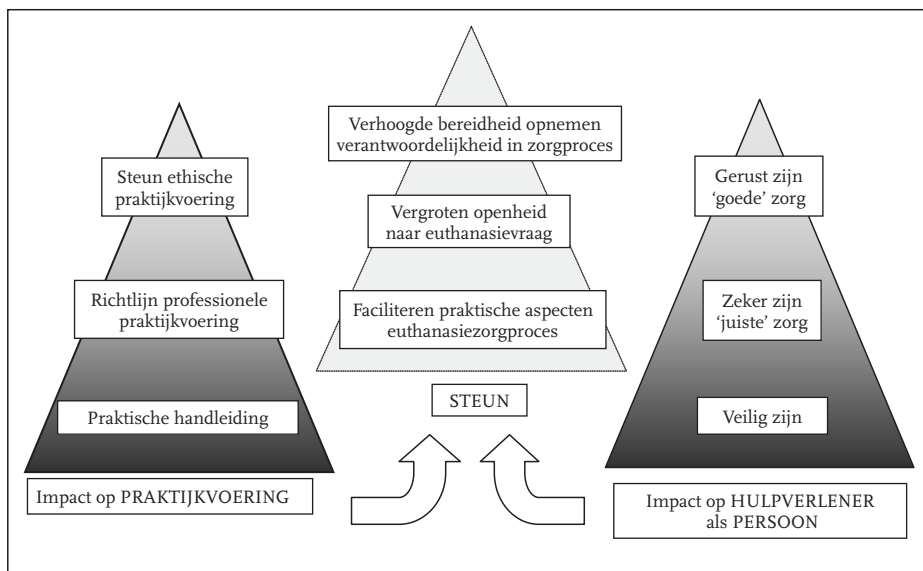 Steun ethische
praktijkvoering
Richtlijn professionele
praktijkvoering
Praktische handleiding
Impact op PRAKTIJKVOERING
Verhoogde bereidheid opnemen
verantwoordelijkheid in zorgproces
Vergroten openheid
naar euthanasievraag
Faciliteren praktische aspecten
euthanasiezorgproces
STEUN
Gerust zijn
‘goede’ zorg
Zeker zijn
‘juiste’ zorg
Veilig zijn
Impact op HULPVERLENER
als PERSOON